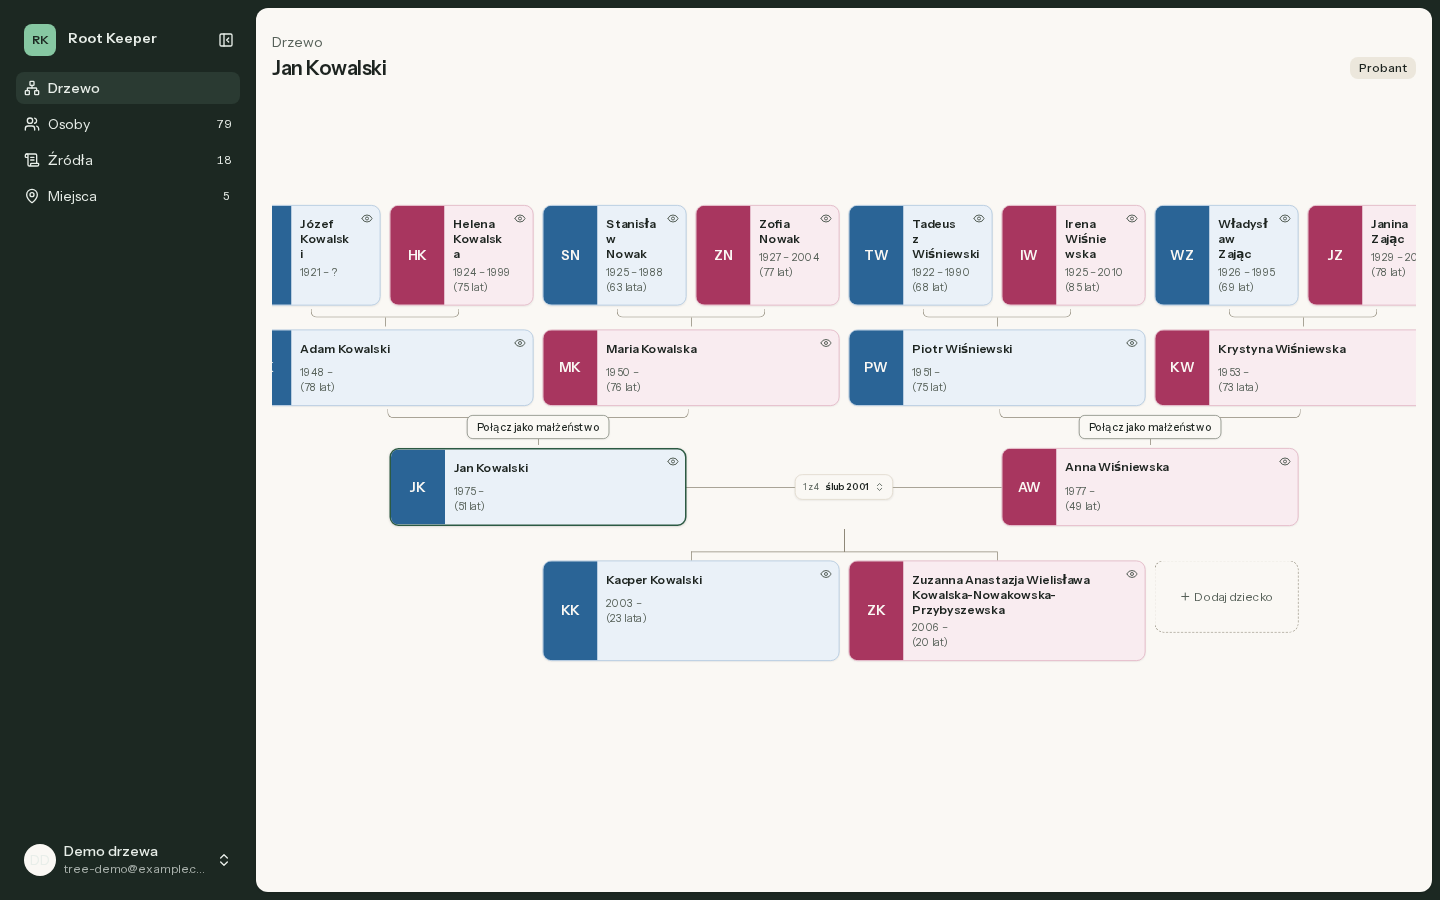 RK Root Keeper
Drzewo
Osoby 79
Źródła 18
Miejsca 5
Demo drzewa
tree-demo@example.c...
Drzewo
Jan Kowalski
Probant
Józef
Kowalsk
i
1921 – ?
HK
Helena
Kowalsk
a
1924 – 1999
(75 lat)
SN
Stanisła
w
Nowak
1925 – 1988
(63 lata)
ZN
Zofia
Nowak
1927 – 2004
(77 lat)
TW
Tadeus
z
Wiśniewski
1922 – 1990
(68 lat)
IW
Irena
Wiśnie
wska
1925 – 2010
(85 lat)
WZ
Władysł
aw
Zając
1926 – 1995
(69 lat)
JZ
Janina
Zając
1929 – 20
(78 lat)
Adam Kowalski
1948 –
(78 lat)
MK
Maria Kowalska
1950 –
(76 lat)
PW
Piotr Wiśniewski
1951 –
(75 lat)
KW
Krystyna Wiśniewska
1953 –
(73 lata)
Połącz jako małżeństwo
Połącz jako małżeństwo
JK
Jan Kowalski
1975 –
(51 lat)
1 z 4 ślub 2001
AW
Anna Wiśniewska
1977 –
(49 lat)
KK
Kacper Kowalski
2003 –
(23 lata)
ZK
Zuzanna Anastazja Wielisława
Kowalska-Nowakowska-
Przybyszewska
2006 –
(20 lat)
+ Dodaj dziecko